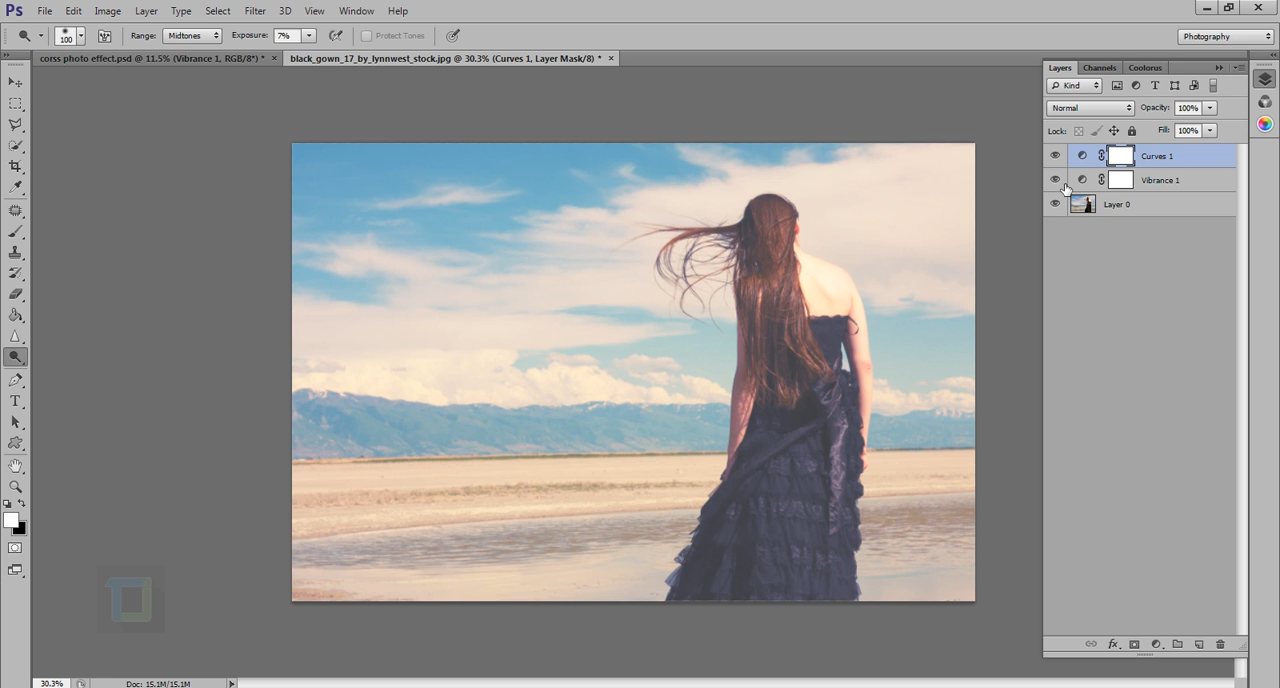 Ps File Edit Image Layer Type Select Filter 3D View Window Help
100 Range: Midtones Exposure: 7% Protect Tones Photography
corss photo effect.psd @ 11.5% (Vibrance 1, RGB/8*) * × black_gown_17_by_lynnwest_stock.jpg @ 30.3% (Curves 1, Layer Mask/8) * ×
Layers Channels Coolorus
Kind
Normal Opacity: 100%
Lock: Fill: 100%
Curves 1
Vibrance 1
Layer 0
30.3% Doc: 15.1M/15.1M